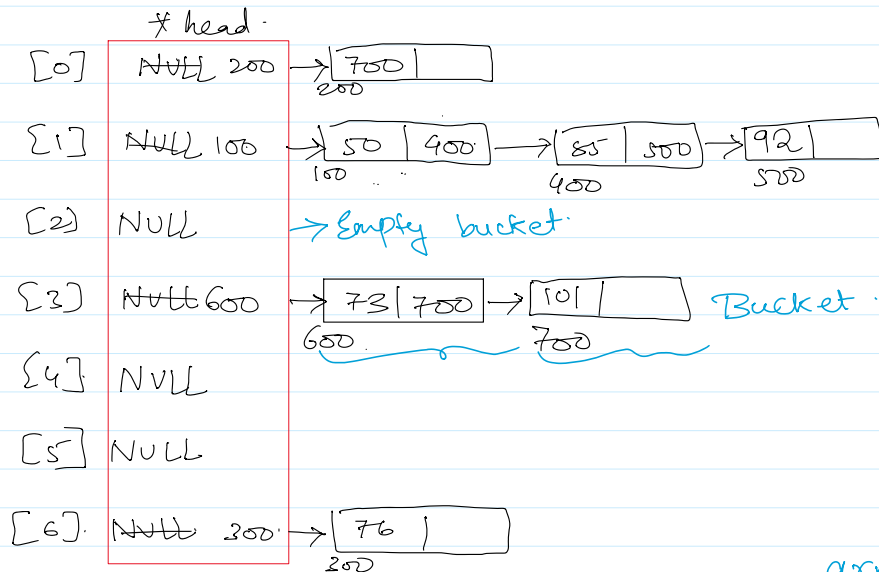 * head.
[0] NULL 200 → 700
200
[1] NULL 100 → 50 | 400 → 85 | 500 → 92
100 400 500
[2] NULL → Empty bucket.
[3] NULL 600 → 73 | 700 → 101 Bucket.
600 700
[4] NULL
[5] NULL
[6]. NULL 300 → 76
300